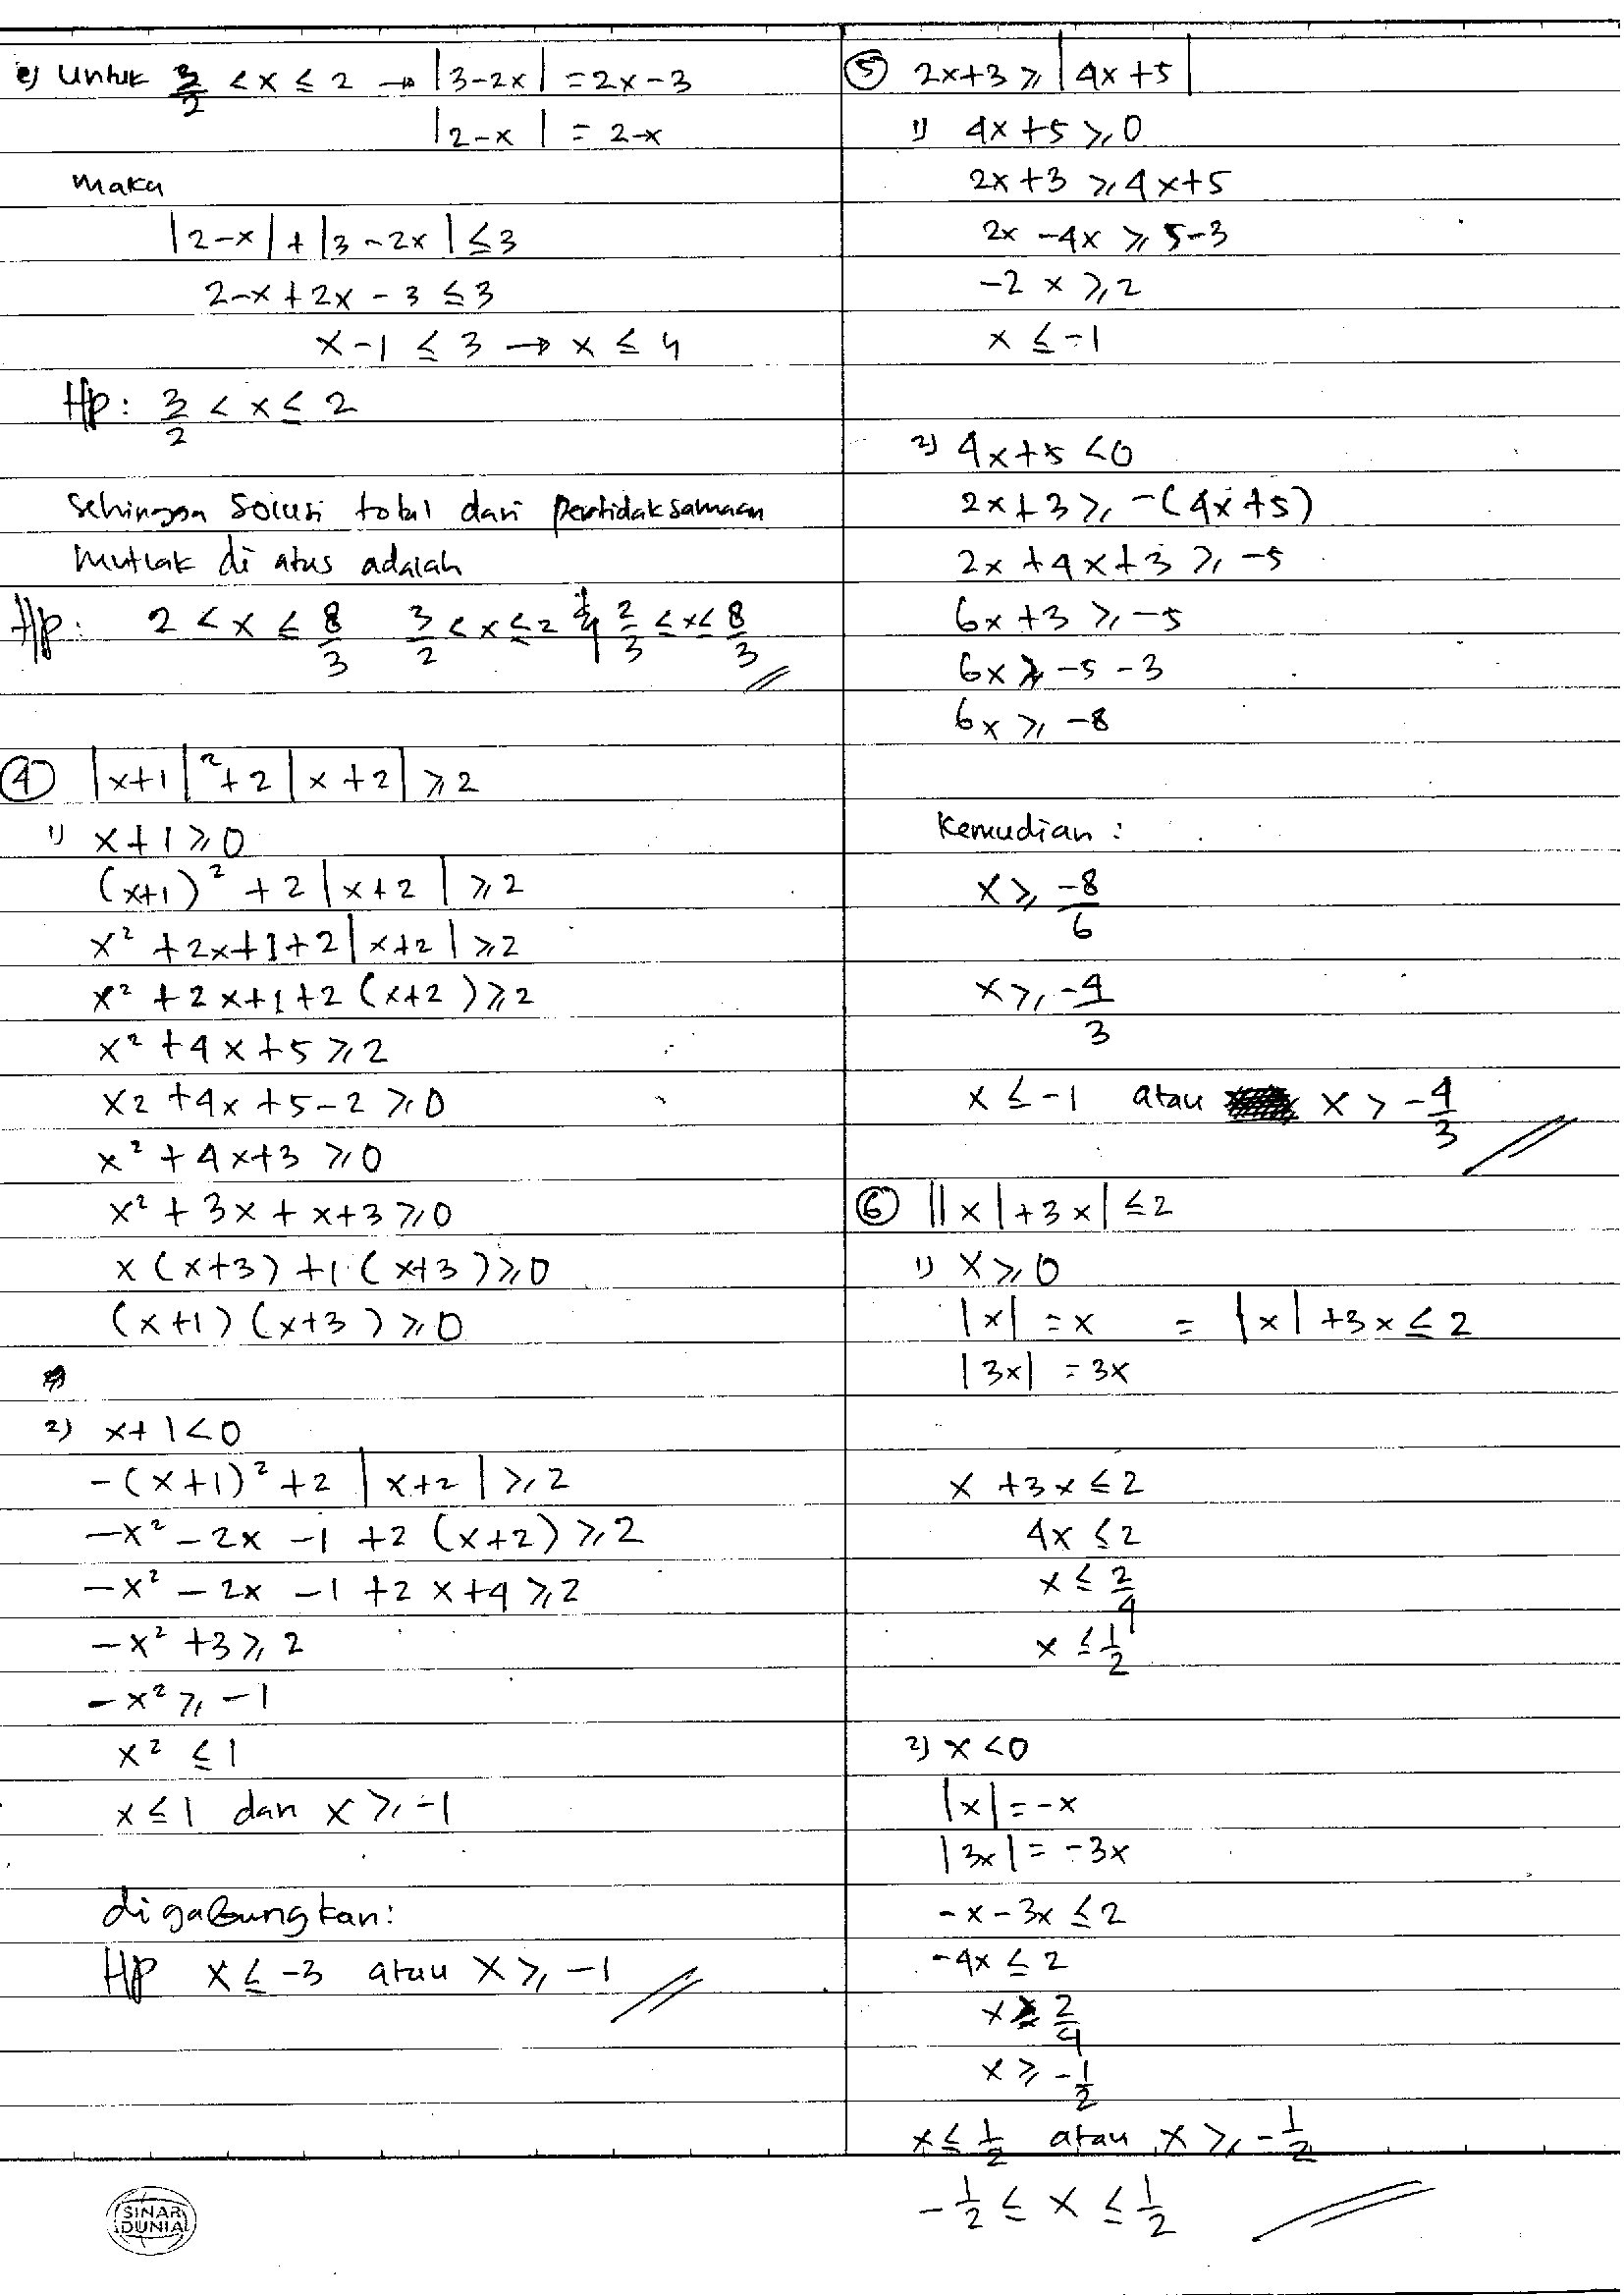 e) Untuk 3/2 < x ≤ 2 → |3-2x| = 2x-3
|2-x| = 2-x
Maka
|2-x| + |3-2x| ≤ 3
2-x+2x-3 ≤ 3
x-1 ≤ 3 → x ≤ 4
Hp: 3/2 < x ≤ 2
Sehingga Solusi total dari pertidaksamaan
Mutlak di atas adalah
Hp: 2 < x ≤ 8/3 3/2 < x ≤ 2 2/3 ≤ x ≤ 8/3
④ |x+1|² + 2|x+2| ≥ 2
1) x+1 ≥ 0
(x+1)² + 2|x+2| ≥ 2
x² + 2x+1+2|x+2| ≥ 2
x² + 2x+1+2(x+2) ≥ 2
x² + 4x+5 ≥ 2
x2 + 4x+5-2 ≥ 0
x² + 4x+3 ≥ 0
x² + 3x + x+3 ≥ 0
x(x+3) + 1(x+3) ≥ 0
(x+1)(x+3) ≥ 0
2) x+1 < 0
-(x+1)² + 2|x+2| ≥ 2
-x² - 2x - 1 + 2(x+2) ≥ 2
-x² - 2x - 1 + 2x+4 ≥ 2
-x² + 3 ≥ 2
-x² ≥ -1
x² ≤ 1
x ≤ 1 dan x ≥ -1
digabungkan:
HP x ≤ -3 atau x ≥ -1
⑤ 2x+3 ≥ |4x+5|
1) 4x+5 ≥ 0
2x+3 ≥ 4x+5
2x - 4x ≥ 5-3
-2x ≥ 2
x ≤ -1
2) 4x+5 < 0
2x+3 ≥ -(4x+5)
2x + 4x+3 ≥ -5
6x+3 ≥ -5
6x ≥ -5-3
6x ≥ -8
Kemudian:
x ≥ -8/6
x ≥ -4/3
x ≤ -1 atau x > -4/3
⑥ ||x|+3x| ≤ 2
1) x ≥ 0
|x| = x = |x| + 3x ≤ 2
|3x| = 3x
x + 3x ≤ 2
4x ≤ 2
x ≤ 2/4
x ≤ 1/2
2) x < 0
|x| = -x
|3x| = -3x
-x-3x ≤ 2
-4x ≤ 2
x ≥ 2/4
x ≥ -1/2
x ≤ 1/2 atau x ≥ -1/2
-1/2 ≤ x ≤ 1/2
SINAR
DUNIA